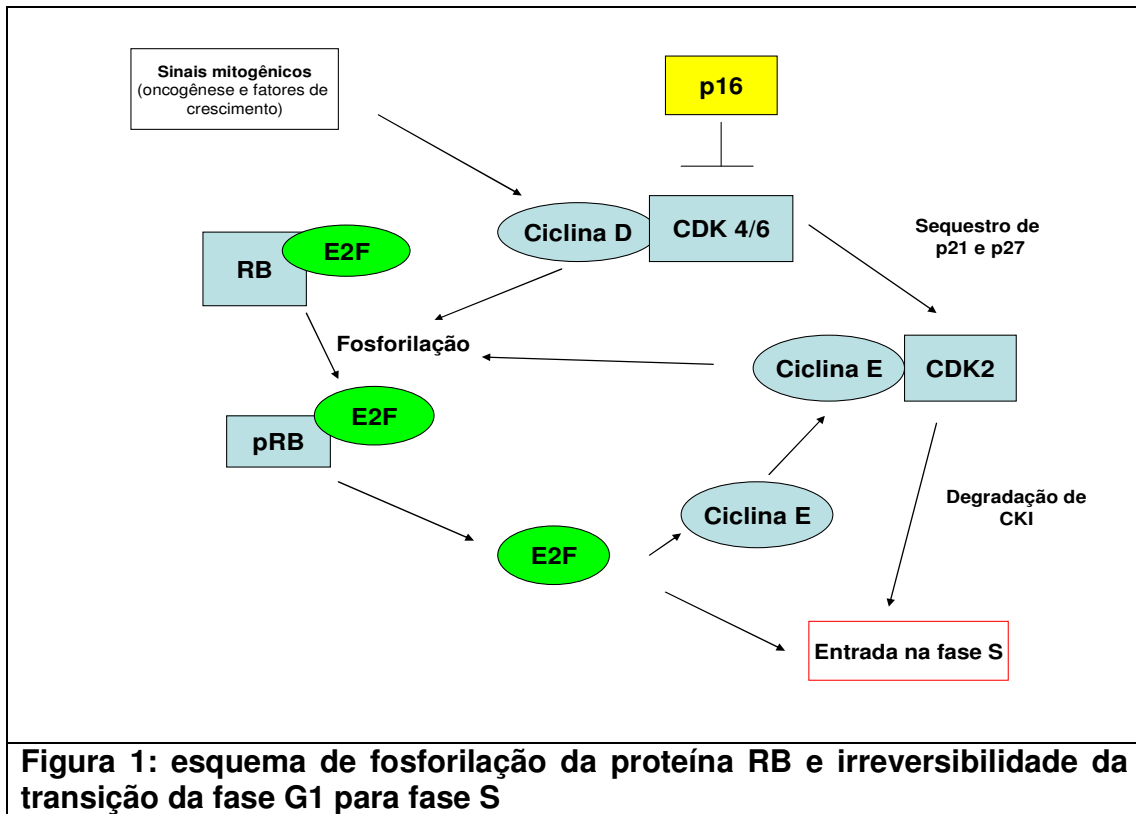 Sinais mitogênicos
(oncogênese e fatores de
crescimento)
p16
Ciclina D
CDK 4/6
Sequestro de
p21 e p27
RB
E2F
Fosforilação
Ciclina E
CDK2
E2F
pRB
Ciclina E
Degradação de
CKI
E2F
Entrada na fase S
Figura 1: esquema de fosforilação da proteína RB e irreversibilidade da
transição da fase G1 para fase S